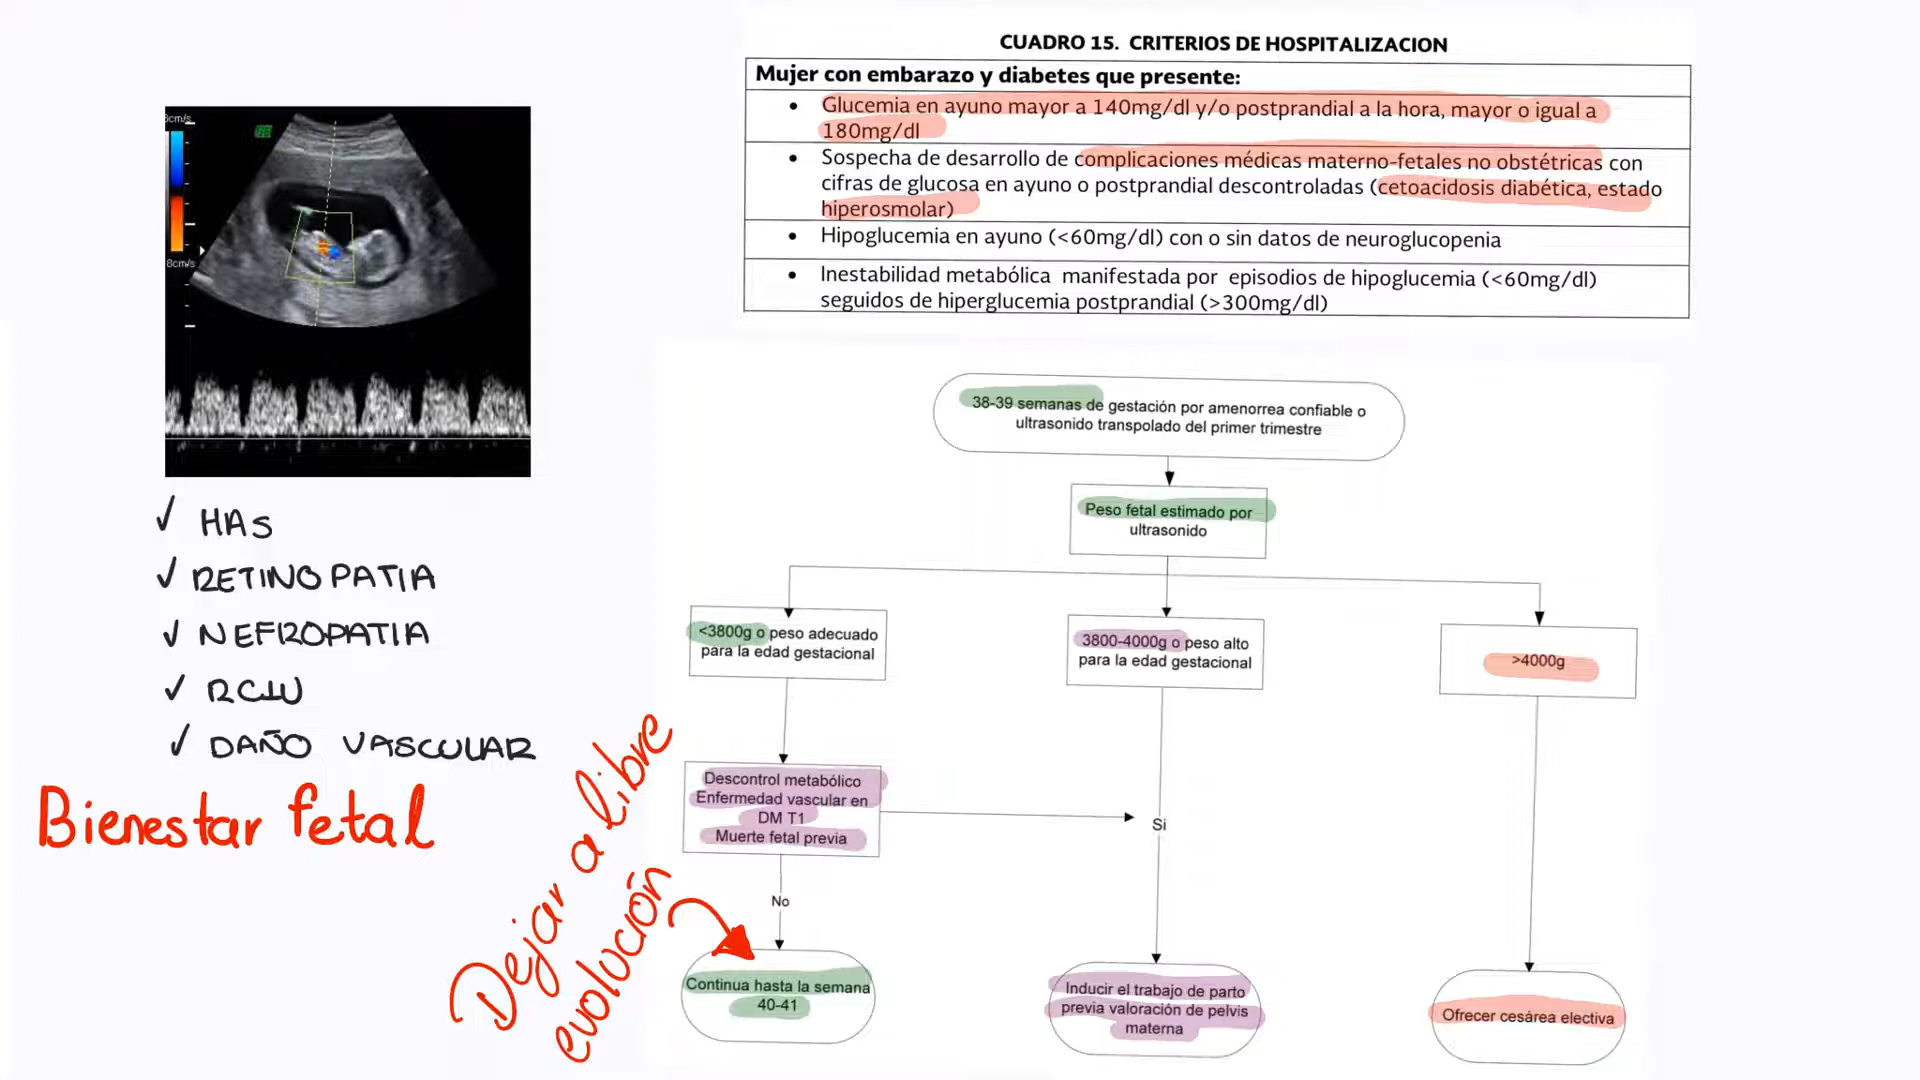 CUADRO 15. CRITERIOS DE HOSPITALIZACION
Mujer con embarazo y diabetes que presente:
• Glucemia en ayuno mayor a 140mg/dl y/o postprandial a la hora, mayor o igual a
180mg/dl
• Sospecha de desarrollo de complicaciones médicas materno-fetales no obstétricas con
cifras de glucosa en ayuno o postprandial descontroladas (cetoacidosis diabética, estado
hiperosmolar)
• Hipoglucemia en ayuno (<60mg/dl) con o sin datos de neuroglucopenia
• Inestabilidad metabólica manifestada por episodios de hipoglucemia (<60mg/dl)
seguidos de hiperglucemia postprandial (>300mg/dl)
cm/s
8cm/s
✓ HAS
✓ RETINOPATIA
✓ NEFROPATIA
✓ RCIU
✓ DAÑO VASCULAR
Bienestar fetal
Dejar a libre
evolución
38-39 semanas de gestación por amenorrea confiable o
ultrasonido transpolado del primer trimestre
Peso fetal estimado por
ultrasonido
<3800g o peso adecuado
para la edad gestacional
3800-4000g o peso alto
para la edad gestacional
>4000g
Descontrol metabólico
Enfermedad vascular en
DM T1
Muerte fetal previa
Si
No
Continua hasta la semana
40-41
Inducir el trabajo de parto
previa valoración de pelvis
materna
Ofrecer cesárea electiva